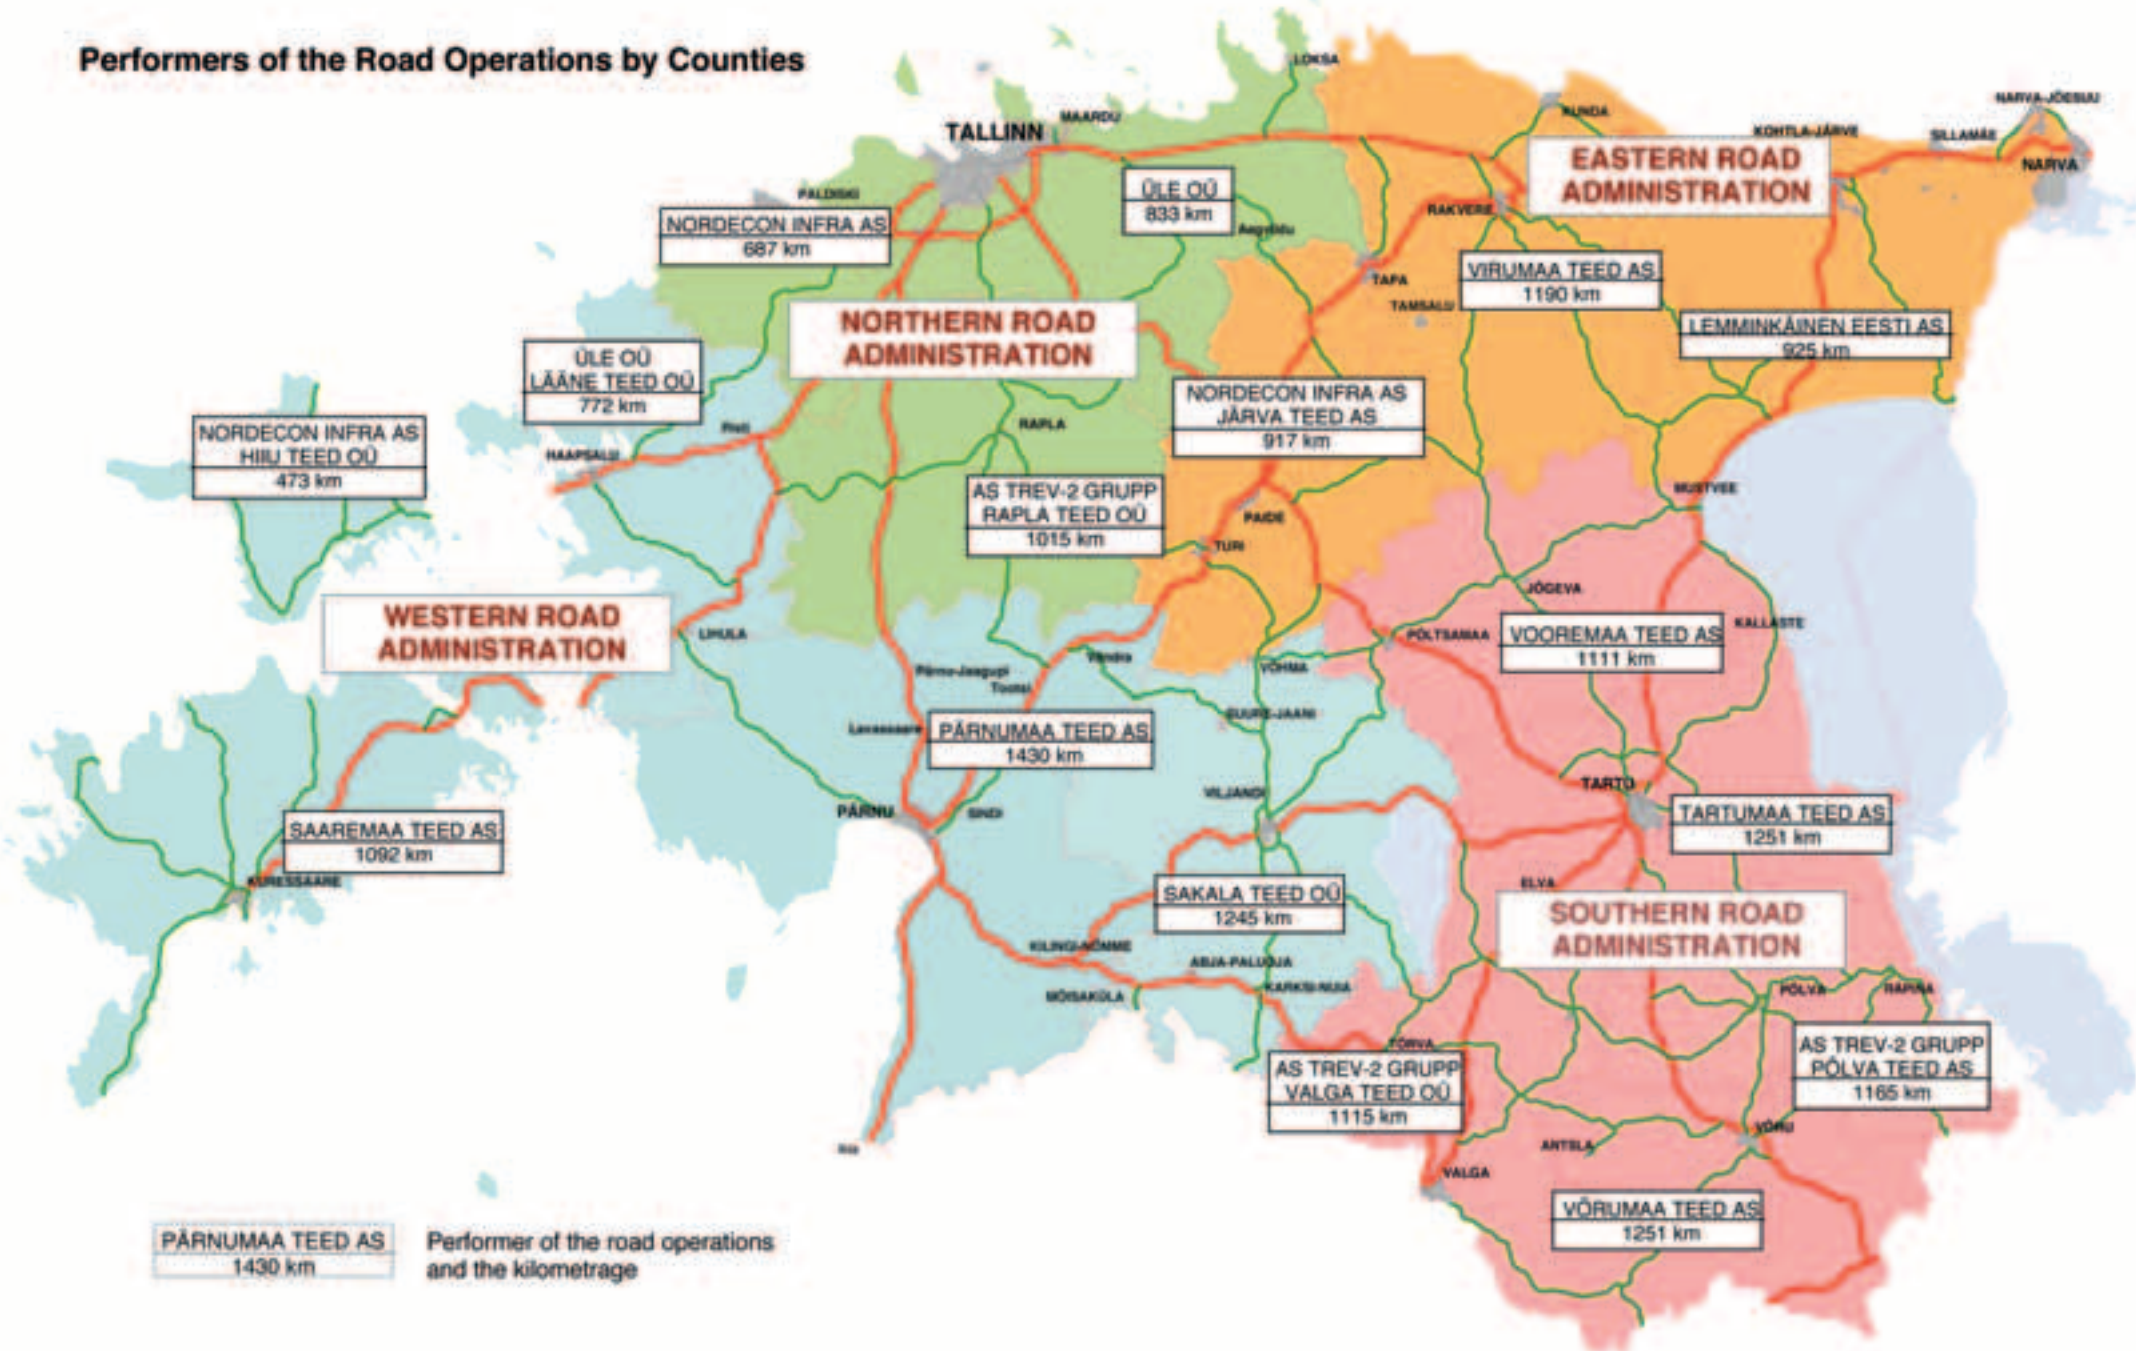 Performers of the Road Operations by Counties
LOKSA
MAARDU
TALLINN
KUNDA
KOHTLA-JÄRVE
NARVA-JÕESUU
SILLAMÄE
NARVA
EASTERN ROAD
ADMINISTRATION
PALDISKI
NORDECON INFRA AS
687 km
ÜLE OÜ
833 km
Aegviidu
RAKVERE
TAPA
TAMSALU
VIRUMAA TEED AS
1190 km
LEMMINKÄINEN EESTI AS
925 km
NORTHERN ROAD
ADMINISTRATION
ÜLE OÜ
LÄÄNE TEED OÜ
772 km
NORDECON INFRA AS
HIIU TEED OÜ
473 km
HAAPSALU
Risti
RAPLA
NORDECON INFRA AS
JÄRVA TEED AS
917 km
AS TREV-2 GRUPP
RAPLA TEED OÜ
1015 km
PAIDE
TÜRI
MUSTVEE
JÕGEVA
KALLASTE
WESTERN ROAD
ADMINISTRATION
LIHULA
PÕLTSAMAA
VOOREMAA TEED AS
1111 km
Vändra
Pärnu-Jaagupi
Tootsi
VÕHMA
SUURE-JAANI
Lavassaare
PÄRNUMAA TEED AS
1430 km
PÄRNU
SINDI
VILJANDI
TARTU
TARTUMAA TEED AS
1251 km
SAAREMAA TEED AS
1092 km
KURESSAARE
ELVA
SAKALA TEED OÜ
1245 km
SOUTHERN ROAD
ADMINISTRATION
KILINGI-NÕMME
ABJA-PALUOJA
MÕISAKÜLA
KARKSI-NUIA
PÕLVA
RÄPINA
TÕRVA
AS TREV-2 GRUPP
VALGA TEED OÜ
1115 km
AS TREV-2 GRUPP
PÕLVA TEED AS
1165 km
VÕRU
ANTSLA
VALGA
VÕRUMAA TEED AS
1251 km
PÄRNUMAA TEED AS
1430 km
Performer of the road operations
and the kilometrage